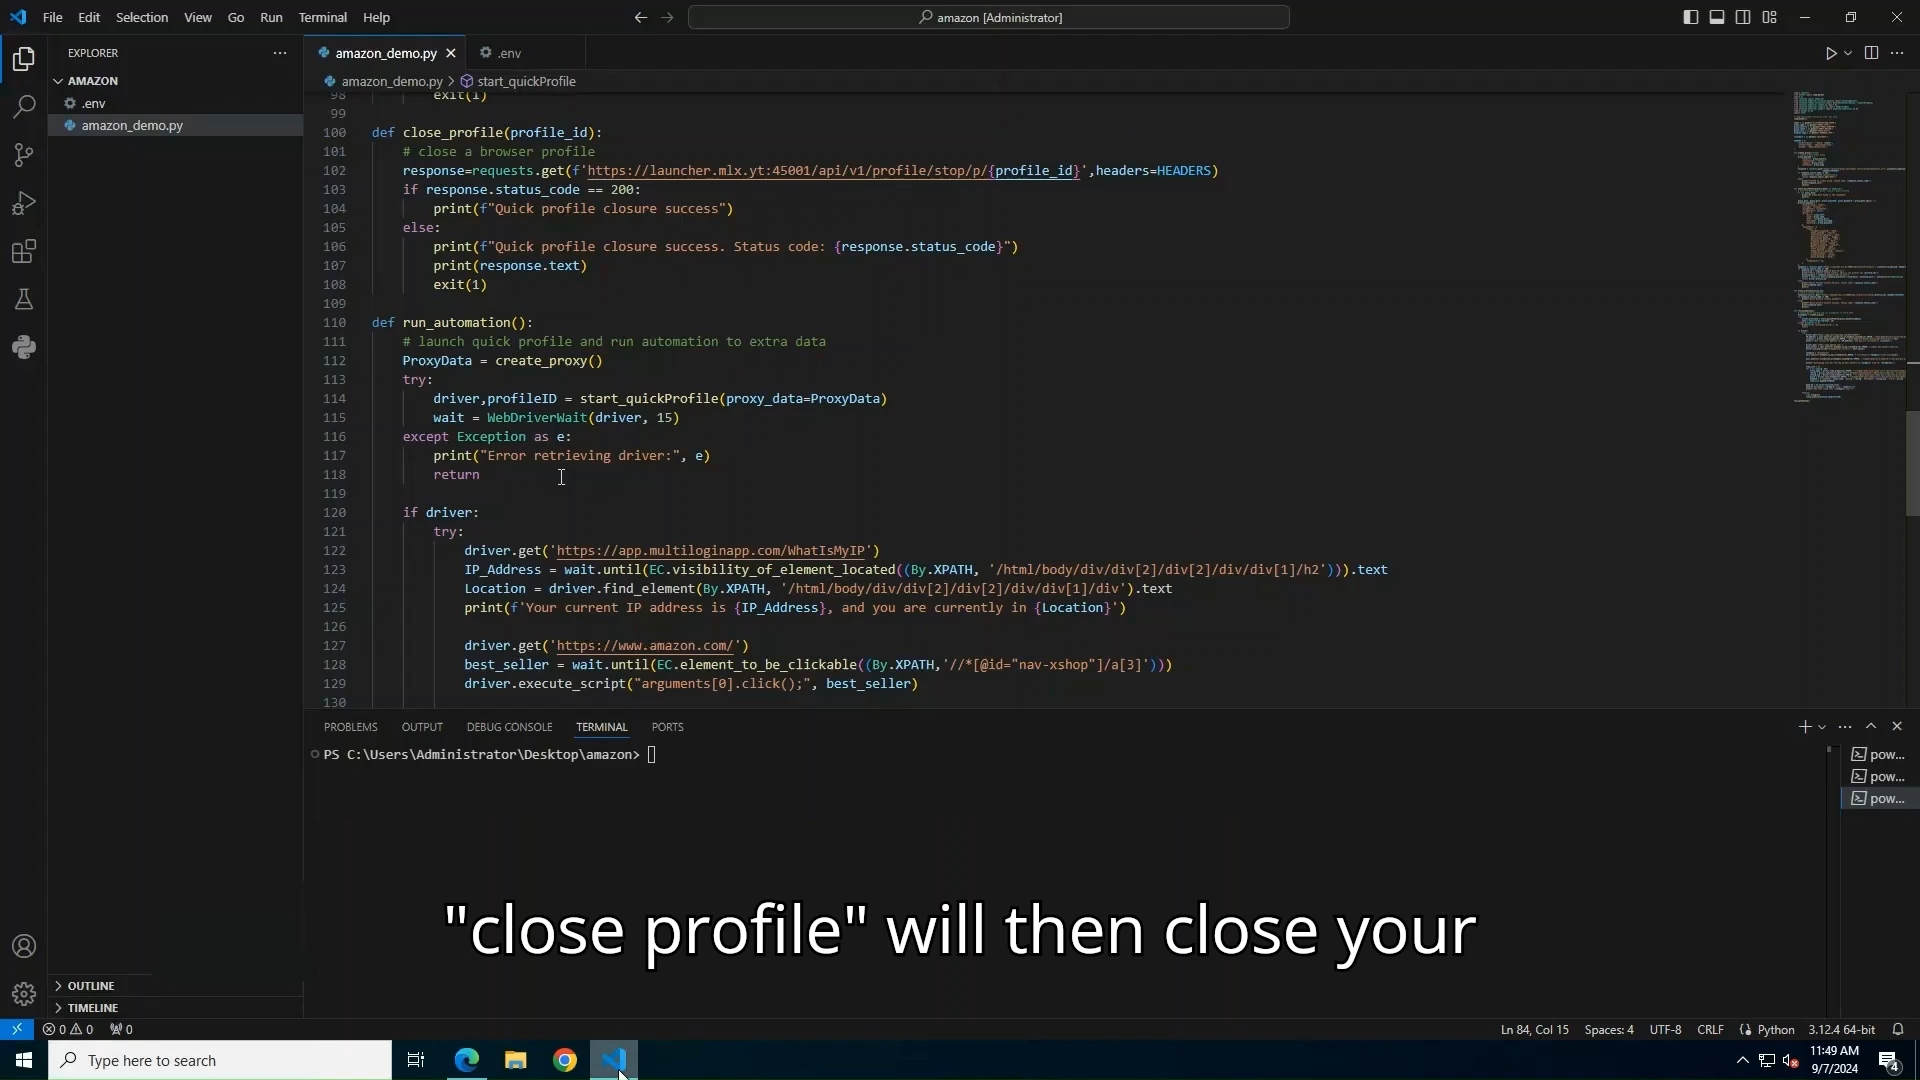 File Edit Selection View Go Run Terminal Help
amazon [Administrator]
EXPLORER
AMAZON
.env
amazon_demo.py
OUTLINE
TIMELINE
amazon_demo.py
.env
amazon_demo.py > start_quickProfile
98 exit(1)
99
100 def close_profile(profile_id):
101 # close a browser profile
102 response=requests.get(f'https://launcher.mlx.yt:45001/api/v1/profile/stop/p/{profile_id}',headers=HEADERS)
103 if response.status_code == 200:
104 print(f"Quick profile closure success")
105 else:
106 print(f"Quick profile closure success. Status code: {response.status_code}")
107 print(response.text)
108 exit(1)
109
110 def run_automation():
111 # launch quick profile and run automation to extra data
112 ProxyData = create_proxy()
113 try:
114 driver,profileID = start_quickProfile(proxy_data=ProxyData)
115 wait = WebDriverWait(driver, 15)
116 except Exception as e:
117 print("Error retrieving driver:", e)
118 return
119
120 if driver:
121 try:
122 driver.get('https://app.multiloginapp.com/WhatIsMyIP')
123 IP_Address = wait.until(EC.visibility_of_element_located((By.XPATH, '/html/body/div/div[2]/div[2]/div/div[1]/h2'))).text
124 Location = driver.find_element(By.XPATH, '/html/body/div/div[2]/div[2]/div/div[1]/div').text
125 print(f'Your current IP address is {IP_Address}, and you are currently in {Location}')
126
127 driver.get('https://www.amazon.com/')
128 best_seller = wait.until(EC.element_to_be_clickable((By.XPATH,'//*[@id="nav-xshop"]/a[3]')))
129 driver.execute_script("arguments[0].click();", best_seller)
130
PROBLEMS OUTPUT DEBUG CONSOLE TERMINAL PORTS
PS C:\Users\Administrator\Desktop\amazon>
pow...
pow...
pow...
"close profile" will then close your
0 0 0
Ln 84, Col 15 Spaces: 4 UTF-8 CRLF Python 3.12.4 64-bit
Type here to search
11:49 AM
9/7/2024
4